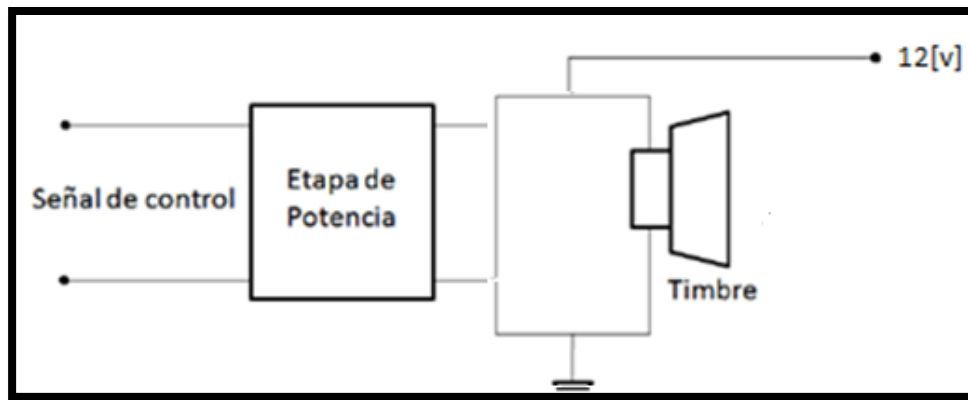 12[v]
Señal de control
Etapa de
Potencia
Timbre